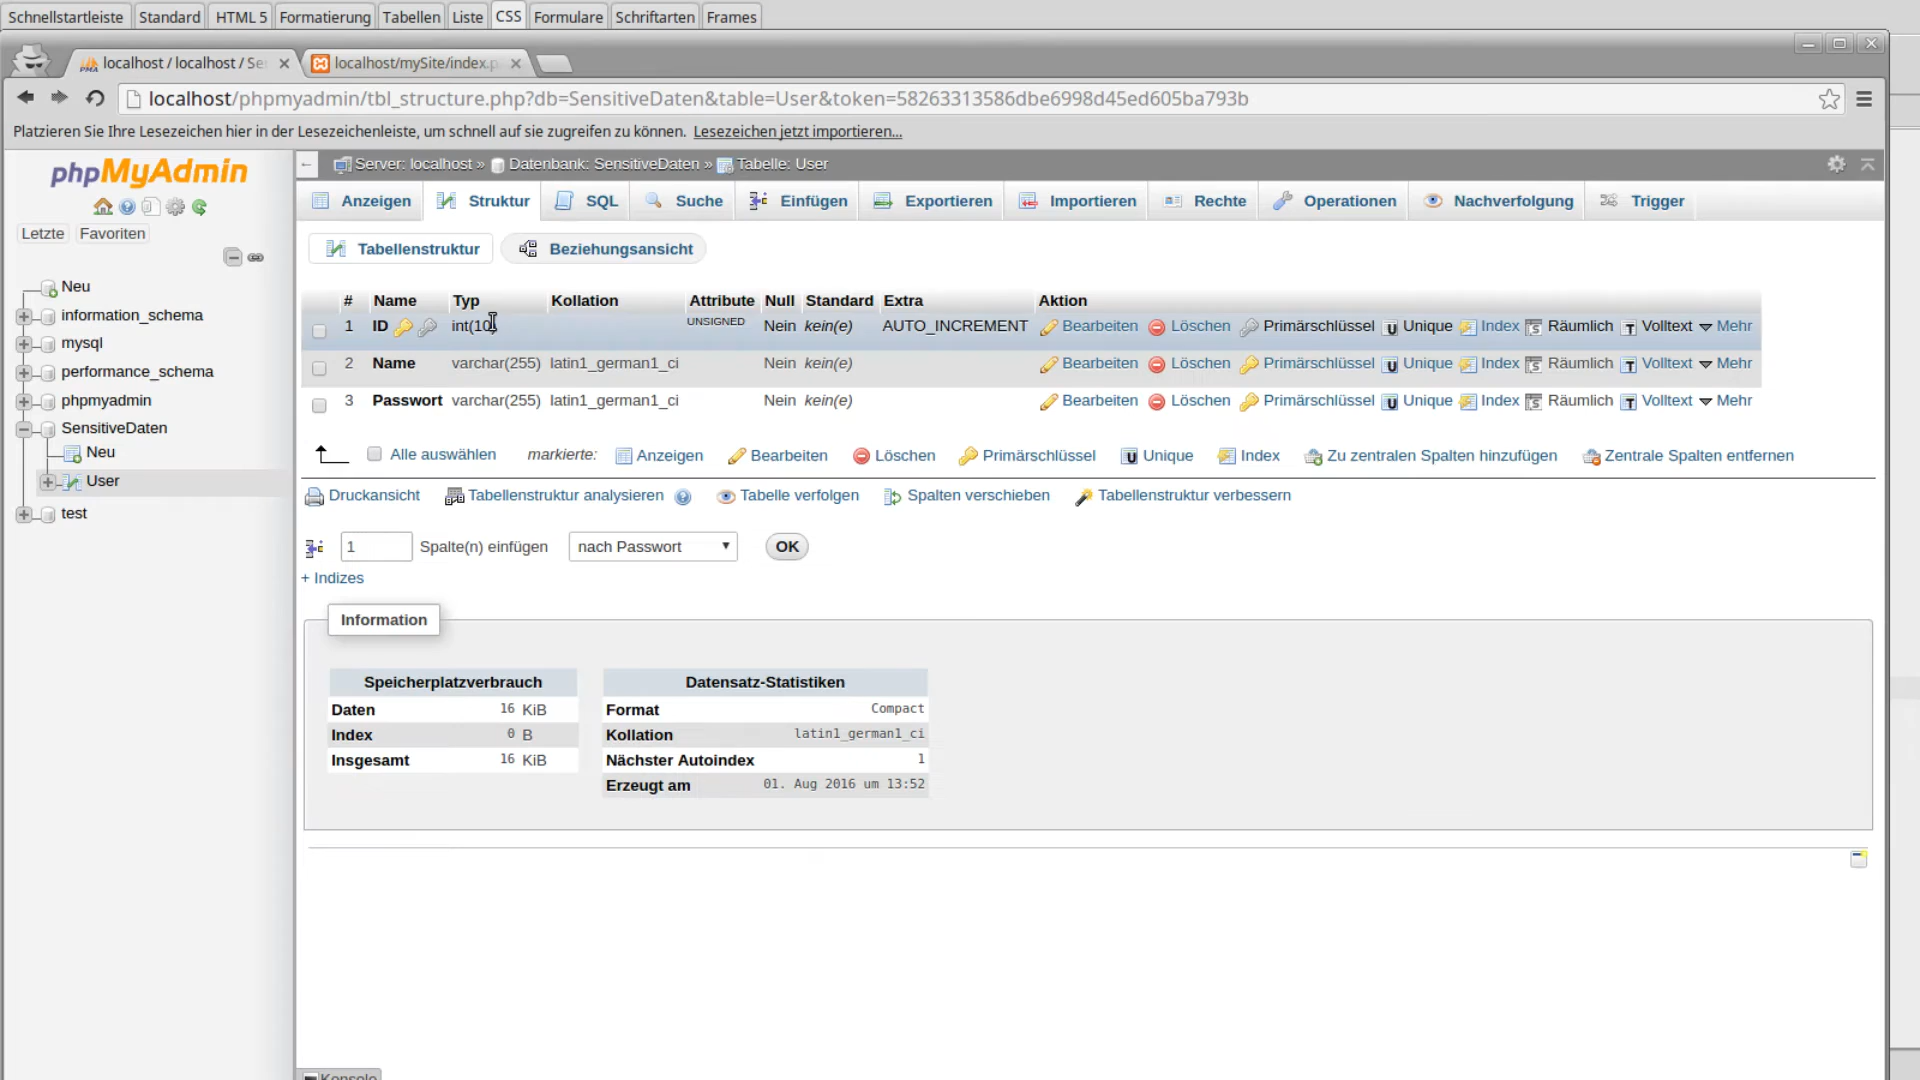 Schnellstartleiste Standard HTML 5 Formatierung Tabellen Liste CSS Formulare Schriftarten Frames
localhost / localhost / Se localhost/mySite/index.p
localhost/phpmyadmin/tbl_structure.php?db=SensitiveDaten&table=User&token=58263313586dbe6998d45ed605ba793b
Platzieren Sie Ihre Lesezeichen hier in der Lesezeichenleiste, um schnell auf sie zugreifen zu können. Lesezeichen jetzt importieren...
phpMyAdmin
Letzte Favoriten
Neu
information_schema
mysql
performance_schema
phpmyadmin
SensitiveDaten
Neu
User
test
Server: localhost » Datenbank: SensitiveDaten » Tabelle: User
Anzeigen Struktur SQL Suche Einfügen Exportieren Importieren Rechte Operationen Nachverfolgung Trigger
Tabellenstruktur Beziehungsansicht
# Name Typ Kollation Attribute Null Standard Extra Aktion
1 ID int(10) UNSIGNED Nein kein(e) AUTO_INCREMENT Bearbeiten Löschen Primärschlüssel Unique Index Räumlich Volltext Mehr
2 Name varchar(255) latin1_german1_ci Nein kein(e) Bearbeiten Löschen Primärschlüssel Unique Index Räumlich Volltext Mehr
3 Passwort varchar(255) latin1_german1_ci Nein kein(e) Bearbeiten Löschen Primärschlüssel Unique Index Räumlich Volltext Mehr
Alle auswählen markierte: Anzeigen Bearbeiten Löschen Primärschlüssel Unique Index Zu zentralen Spalten hinzufügen Zentrale Spalten entfernen
Druckansicht Tabellenstruktur analysieren Tabelle verfolgen Spalten verschieben Tabellenstruktur verbessern
1 Spalte(n) einfügen nach Passwort OK
+ Indizes
Information
Speicherplatzverbrauch
Daten 16 KiB
Index 0 B
Insgesamt 16 KiB
Datensatz-Statistiken
Format Compact
Kollation latin1_german1_ci
Nächster Autoindex 1
Erzeugt am 01. Aug 2016 um 13:52
Konsole